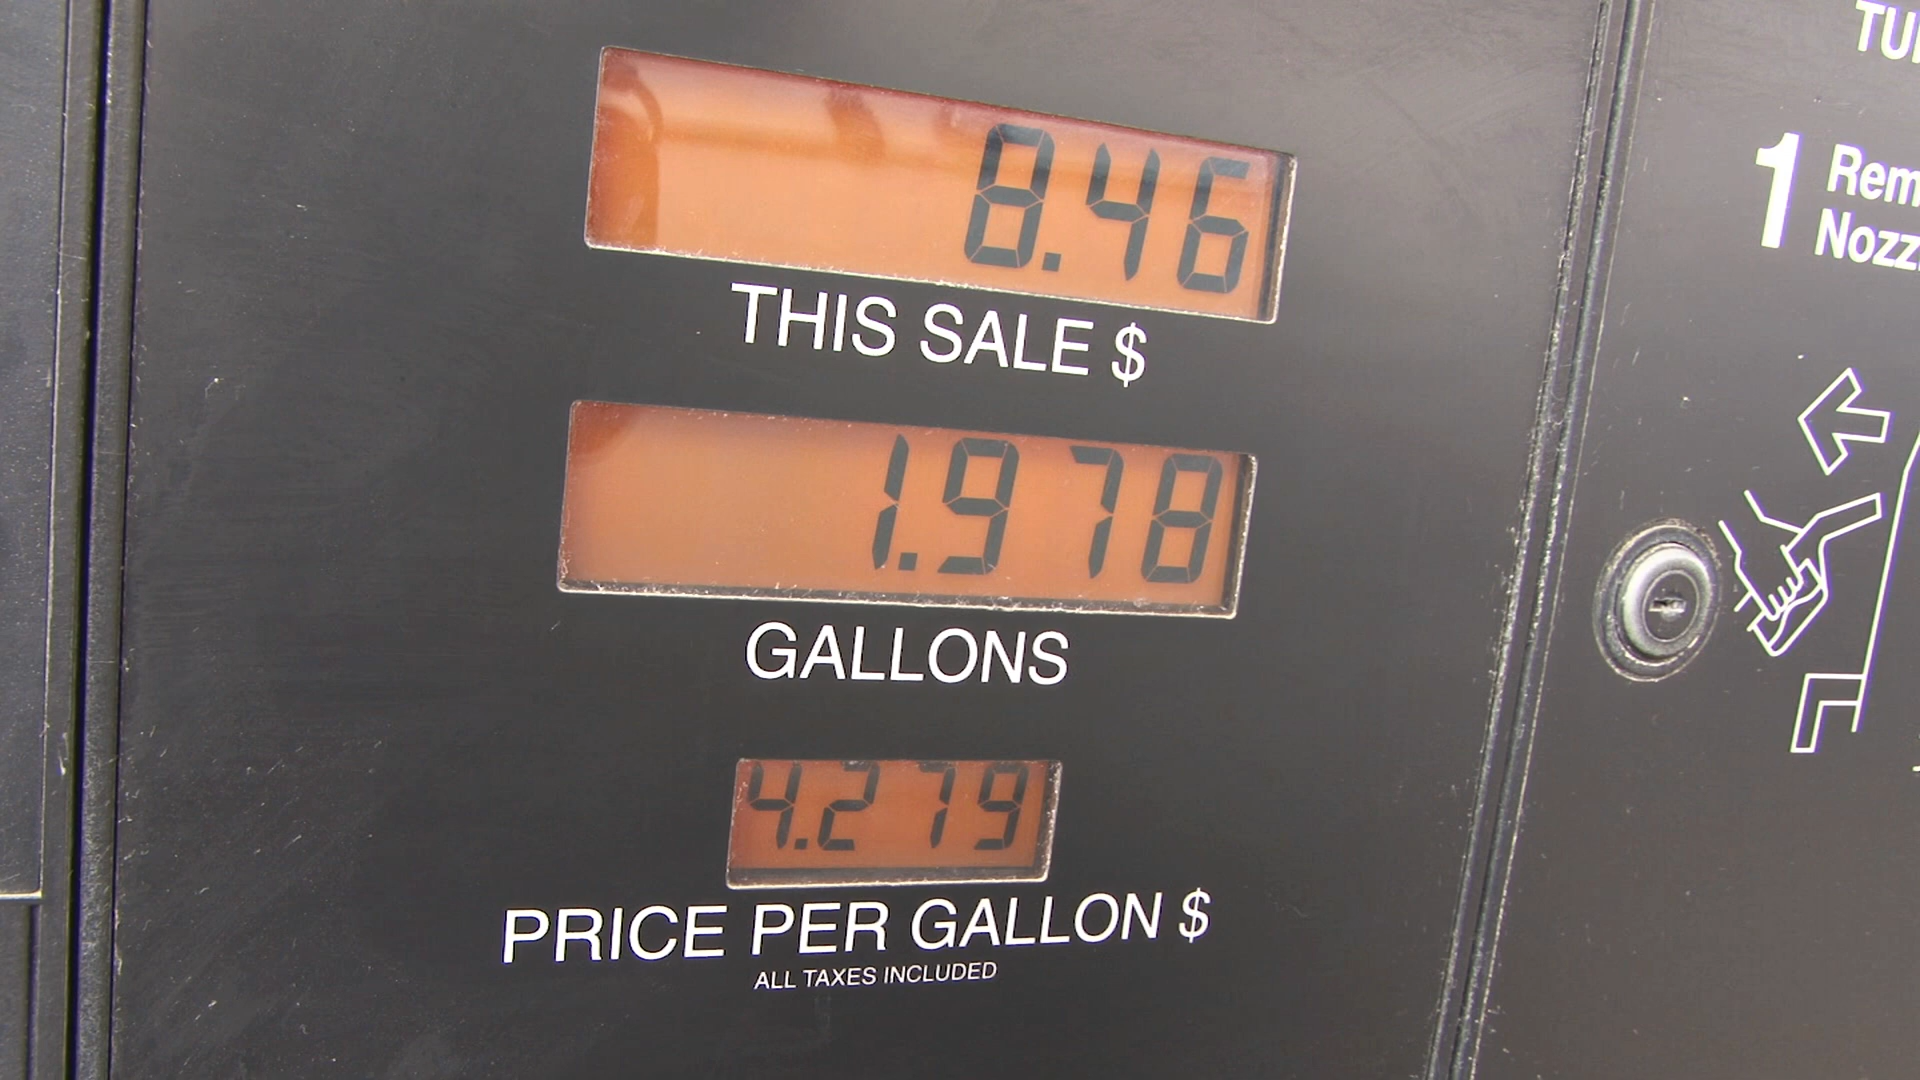 8.46
THIS SALE $
1.978
GALLONS
4.279
PRICE PER GALLON $
ALL TAXES INCLUDED
1